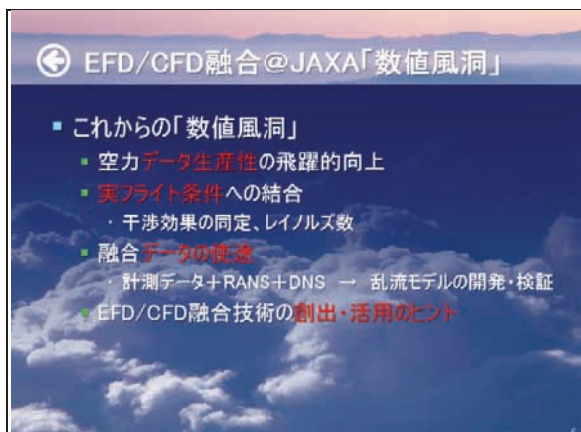 EFD/CFD融合@JAXA「数値風洞」
これからの「数値風洞」
空力データ生産性の飛躍的向上
実フライト条件への結合
・干渉効果の同定、レイノルズ数
融合データの使途
・計測データ+RANS+DNS → 乱流モデルの開発・検証
EFD/CFD融合技術の創出・活用のヒント